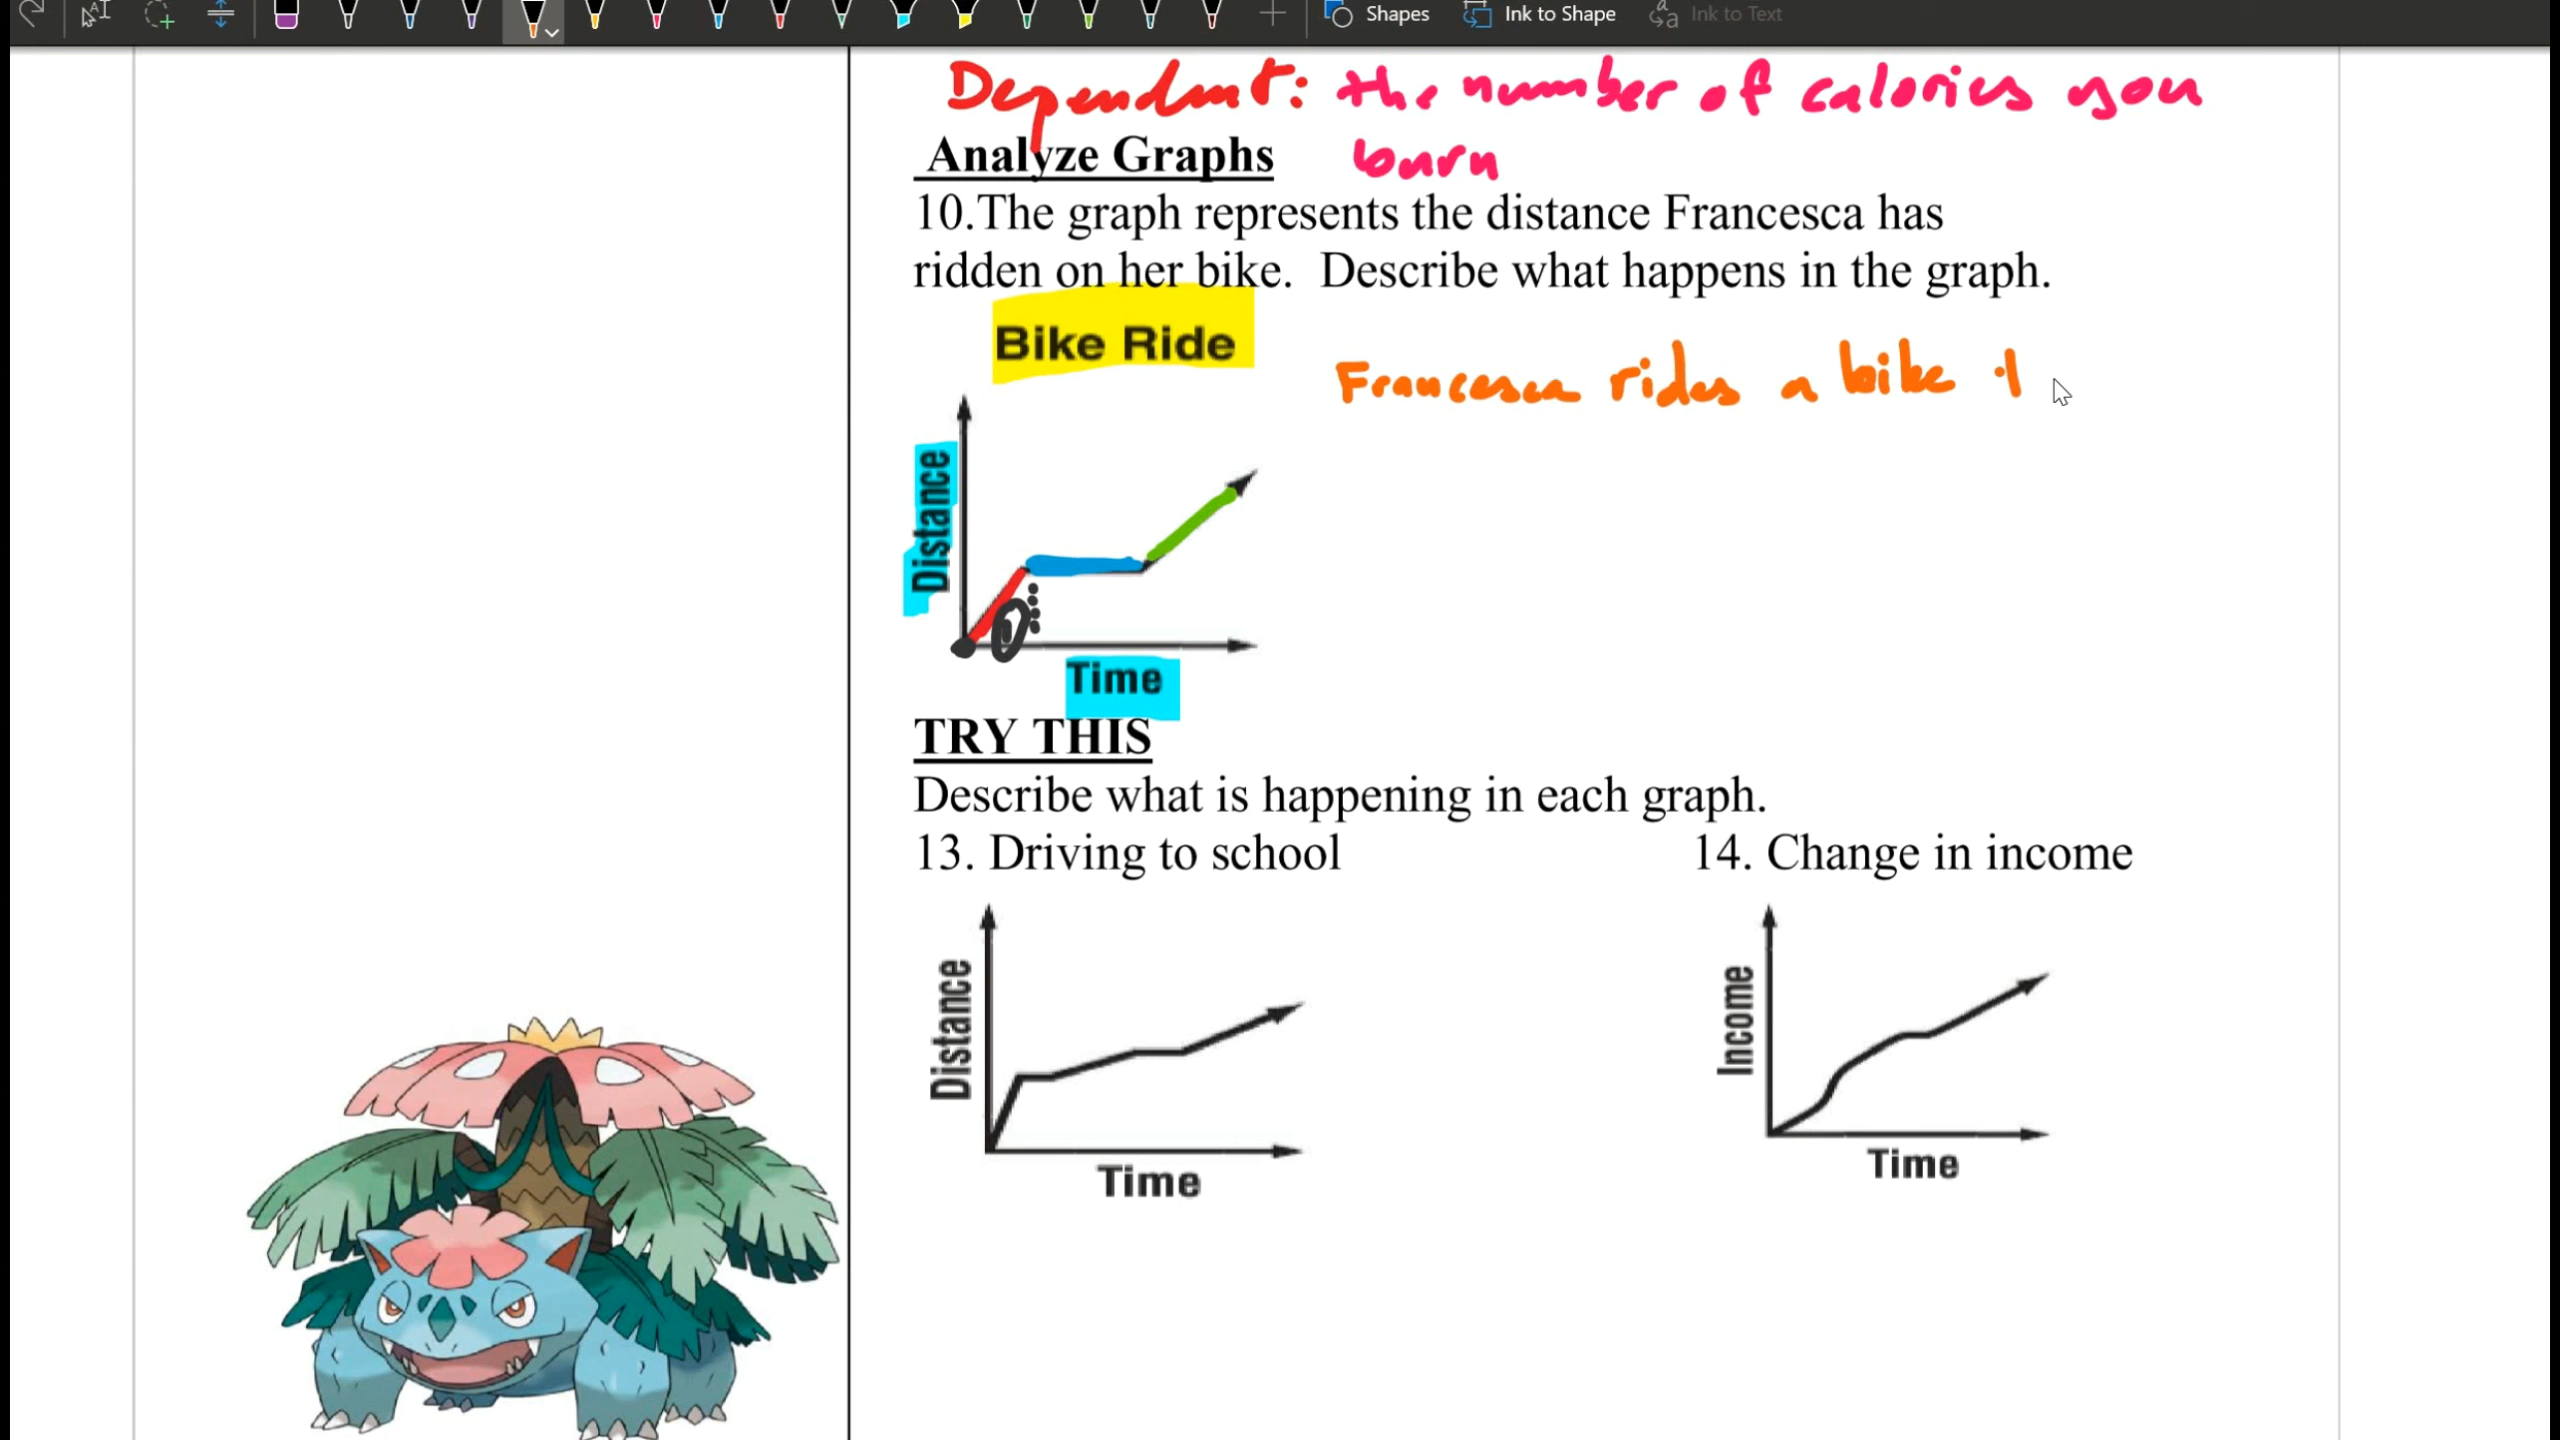 Shapes Ink to Shape Ink to Text
Dependent: the number of calories you
burn
Analyze Graphs
10.The graph represents the distance Francesca has
ridden on her bike. Describe what happens in the graph.
Bike Ride
Francesca rides a bike
Distance
Time
TRY THIS
Describe what is happening in each graph.
13. Driving to school
14. Change in income
Distance
Time
Income
Time